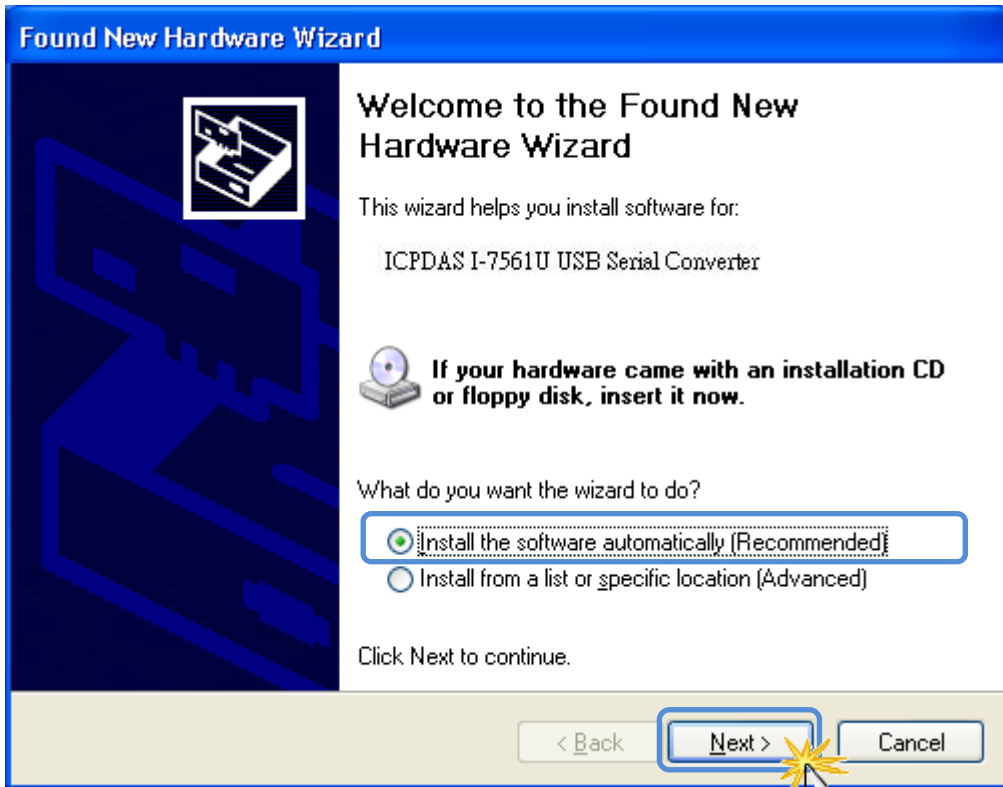 Found New Hardware Wizard
Welcome to the Found New
Hardware Wizard
This wizard helps you install software for:
ICPDAS I-7561U USB Serial Converter
If your hardware came with an installation CD
or floppy disk, insert it now.
What do you want the wizard to do?
Install the software automatically (Recommended)
Install from a list or specific location (Advanced)
Click Next to continue.
< Back Next > Cancel